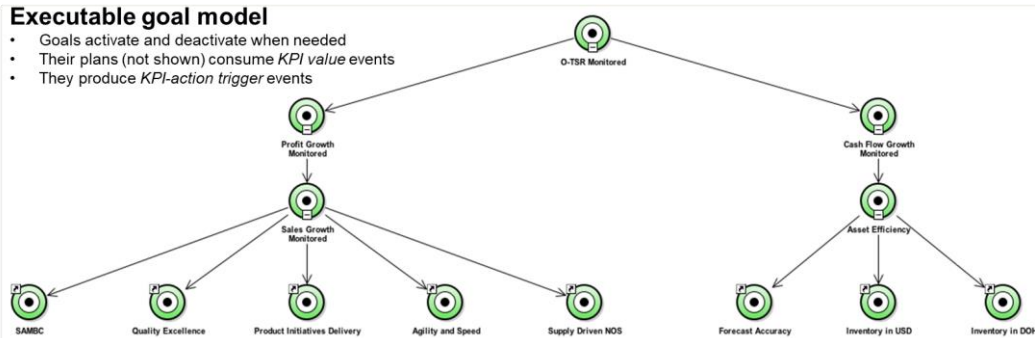 Executable goal model
• Goals activate and deactivate when needed
• Their plans (not shown) consume KPI value events
• They produce KPI-action trigger events
O-TSR Monitored
Profit Growth
Monitored
Cash Flow Growth
Monitored
Sales Growth
Monitored
Asset Efficiency
SAMBC
Quality Excellence
Product Initiatives Delivery
Agility and Speed
Supply Driven NOS
Forecast Accuracy
Inventory in USD
Inventory in DOH